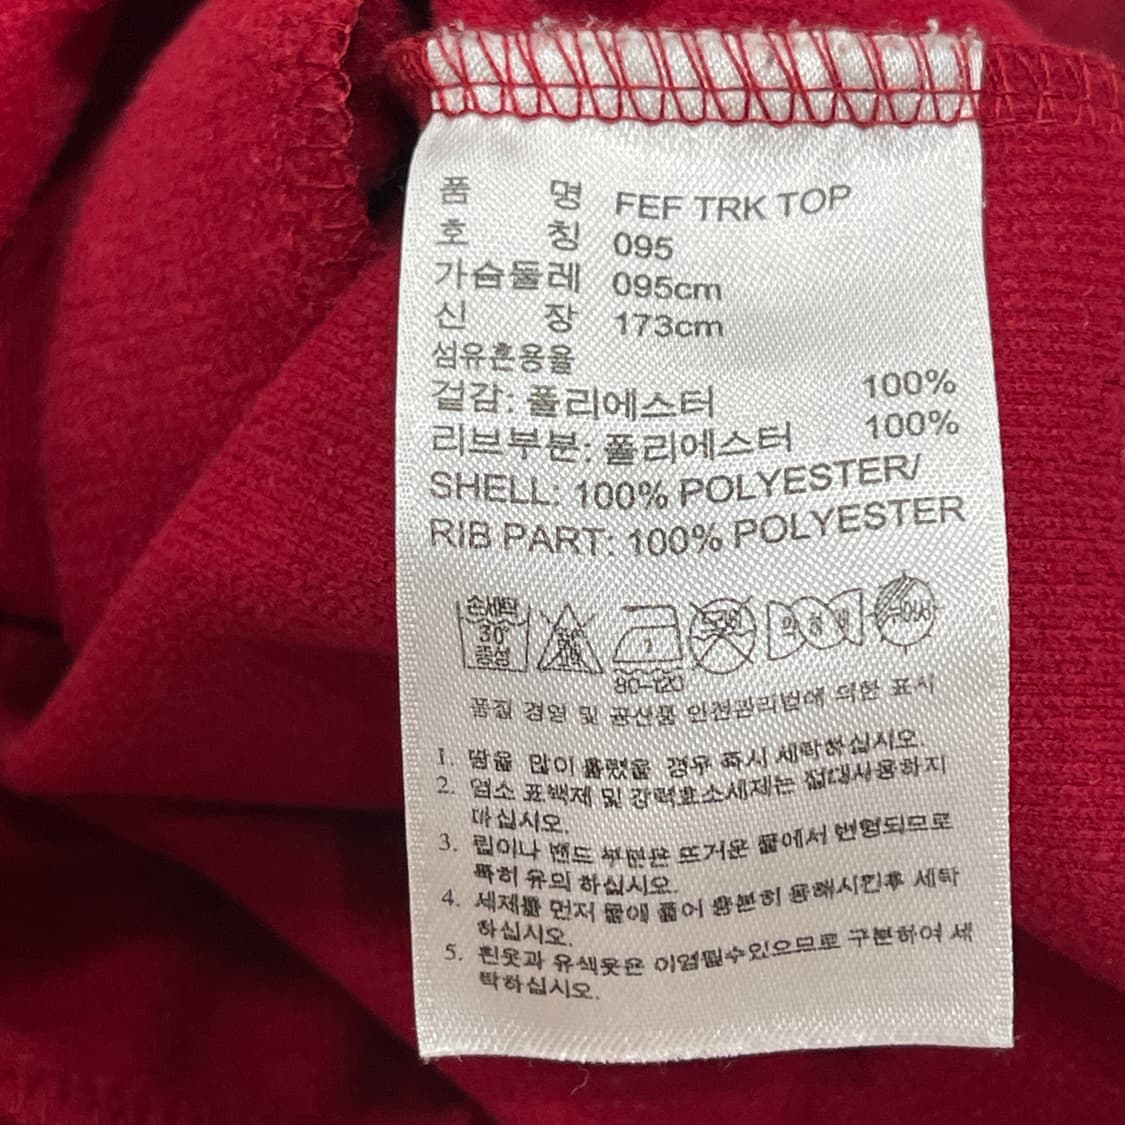 품 명 FEF TRK TOP
호 칭 095
가슴둘레 095cm
신 장 173cm
섬유혼용율
겉감: 폴리에스터 100%
리브부분: 폴리에스터 100%
SHELL: 100% POLYESTER/
RIB PART: 100% POLYESTER
손세탁
30°
중성
80-120
품질 경영 및 공산품 안전관리법에 의한 표시
1. 땀을 많이 흘렸을 경우 즉시 세탁하십시오.
2. 염소 표백제 및 강력효소세제는 절대사용하지
마십시오.
3. 립이나 밴드 부분은 뜨거운 물에서 변형되므로
특히 유의 하십시오.
4. 세제를 먼저 물에 풀어 충분히 용해시킨후 세탁
하십시오.
5. 흰옷과 유색옷은 이염될수있으므로 구분하여 세
탁하십시오.